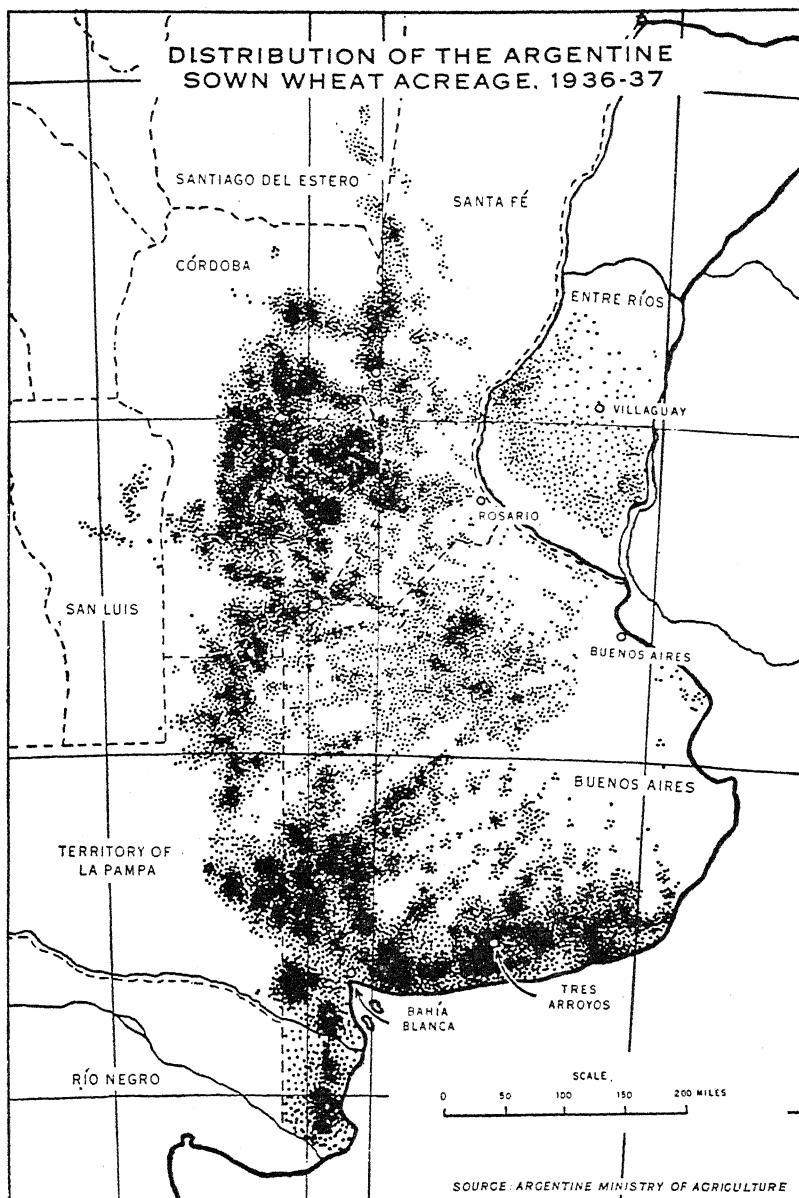 DISTRIBUTION OF THE ARGENTINE
SOWN WHEAT ACREAGE, 1936-37
SANTIAGO DEL ESTERO
SANTA FÉ
CÓRDOBA
ENTRE RÍOS
VILLAGUAY
ROSARIO
SAN LUIS
BUENOS AIRES
BUENOS AIRES
TERRITORY OF
LA PAMPA
TRES
ARROYOS
BAHÍA
BLANCA
RÍO NEGRO
SCALE
0 50 100 150 200 MILES
SOURCE: ARGENTINE MINISTRY OF AGRICULTURE